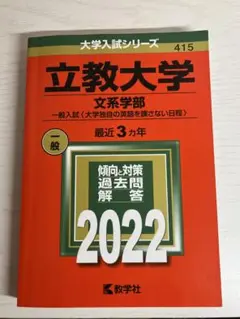 大学入試シリーズ
415
立教大学
文系学部
一般入試〈大学独自の英語を課さない日程〉
最近3ヵ年
一般
傾向と対策
過去問
解答
2022
教学社